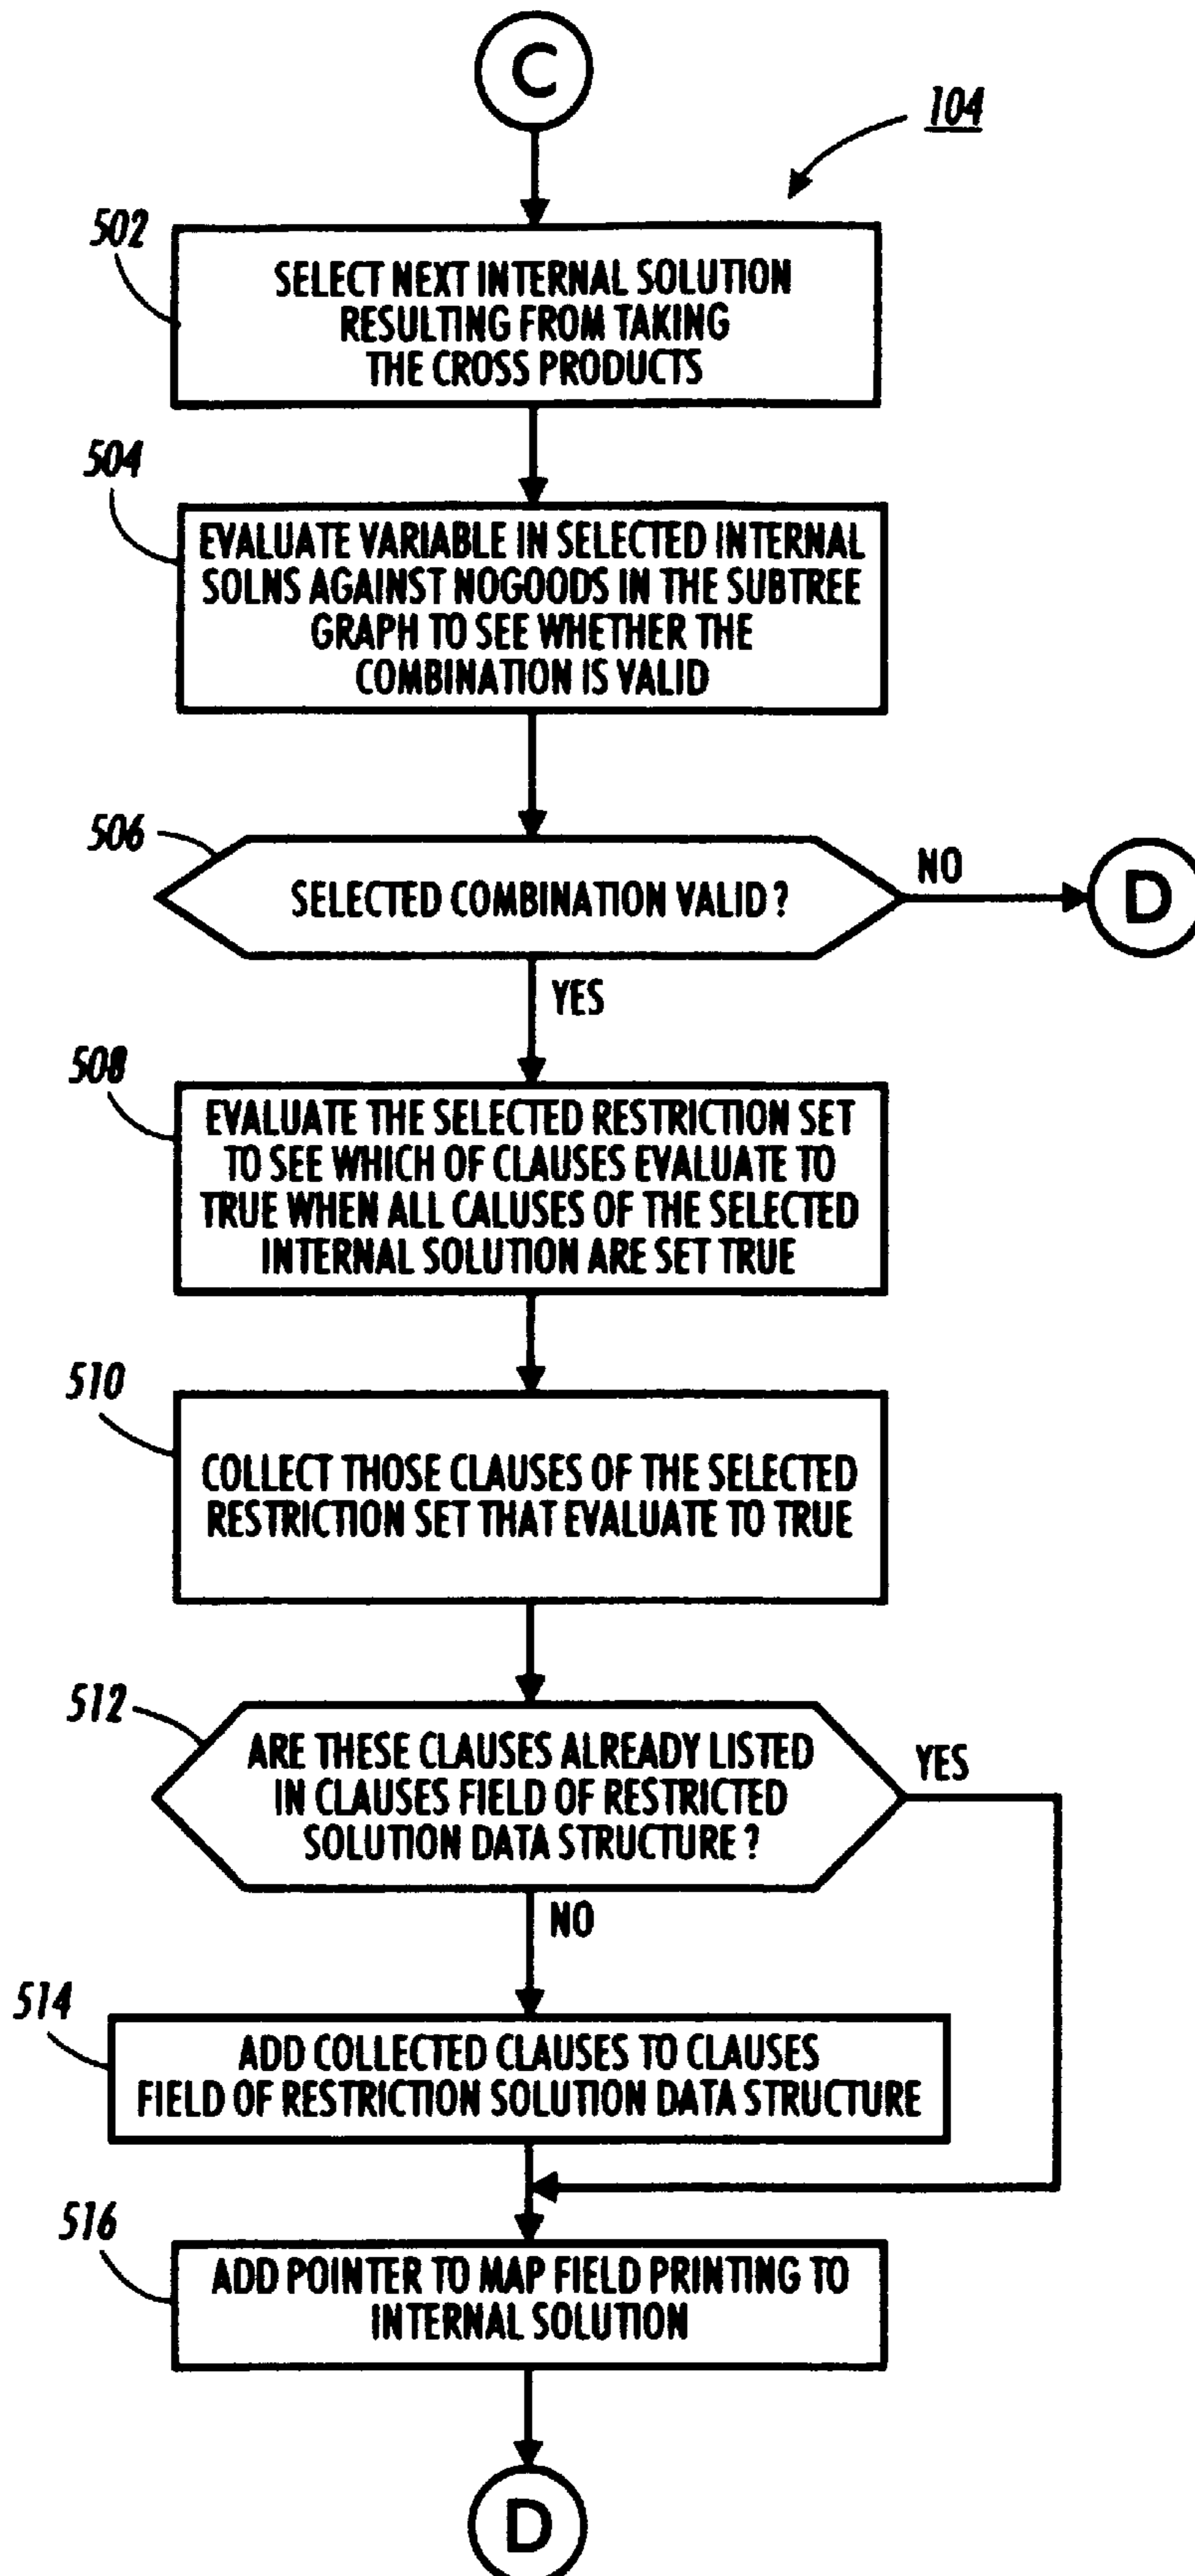 C
104
502
SELECT NEXT INTERNAL SOLUTION
RESULTING FROM TAKING
THE CROSS PRODUCTS
504
EVALUATE VARIABLE IN SELECTED INTERNAL
SOLNS AGAINST NOGOODS IN THE SUBTREE
GRAPH TO SEE WHETHER THE
COMBINATION IS VALID
506
SELECTED COMBINATION VALID ?
NO
D
YES
508
EVALUATE THE SELECTED RESTRICTION SET
TO SEE WHICH OF CLAUSES EVALUATE TO
TRUE WHEN ALL CALUSES OF THE SELECTED
INTERNAL SOLUTION ARE SET TRUE
510
COLLECT THOSE CLAUSES OF THE SELECTED
RESTRICTION SET THAT EVALUATE TO TRUE
512
ARE THESE CLAUSES ALREADY LISTED
IN CLAUSES FIELD OF RESTRICTED
SOLUTION DATA STRUCTURE ?
YES
NO
514
ADD COLLECTED CLAUSES TO CLAUSES
FIELD OF RESTRICTION SOLUTION DATA STRUCTURE
516
ADD POINTER TO MAP FIELD PRINTING TO
INTERNAL SOLUTION
D